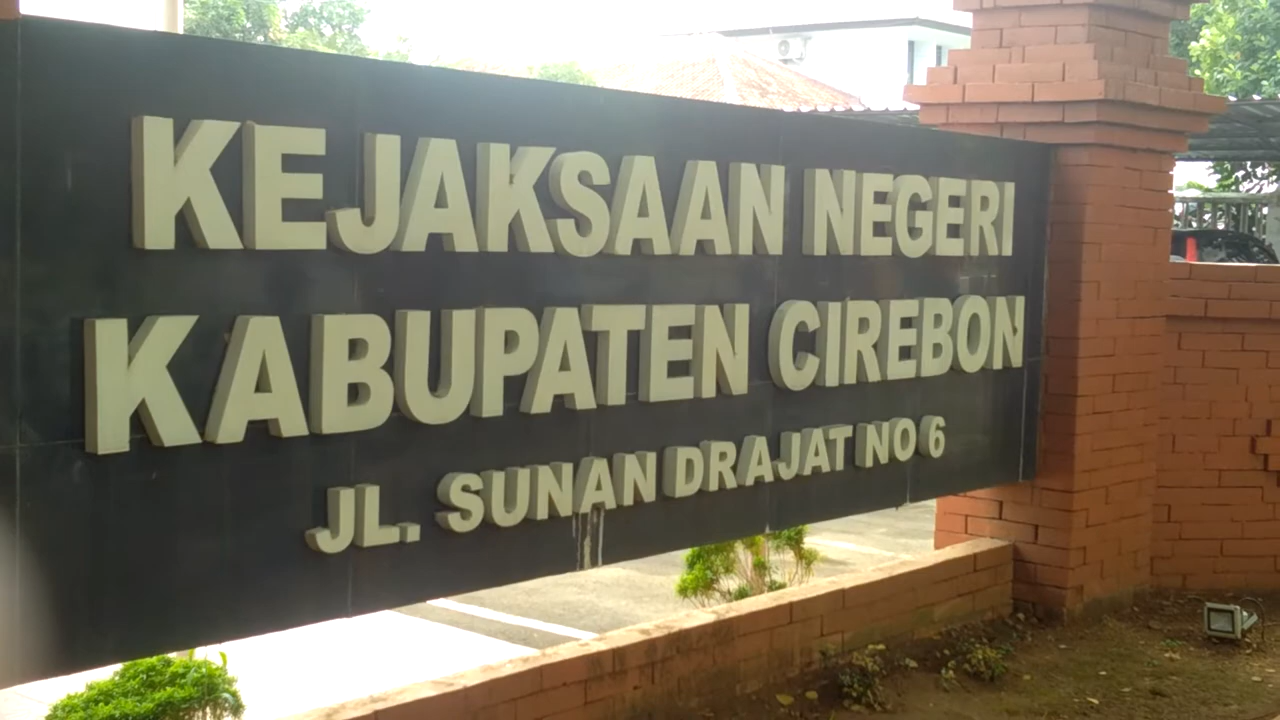 KEJAKSAAN NEGERI
KABUPATEN CIREBON
JL. SUNAN DRAJAT NO 6